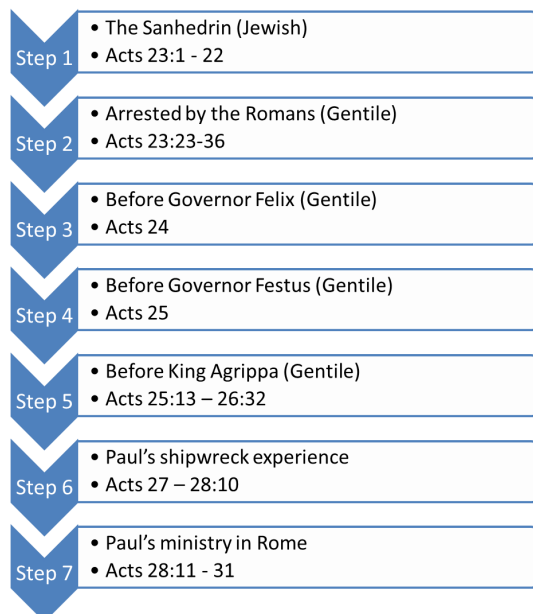 Step 1
• The Sanhedrin (Jewish)
• Acts 23:1 - 22
Step 2
• Arrested by the Romans (Gentile)
• Acts 23:23-36
Step 3
• Before Governor Felix (Gentile)
• Acts 24
Step 4
• Before Governor Festus (Gentile)
• Acts 25
Step 5
• Before King Agrippa (Gentile)
• Acts 25:13 – 26:32
Step 6
• Paul’s shipwreck experience
• Acts 27 – 28:10
Step 7
• Paul’s ministry in Rome
• Acts 28:11 - 31